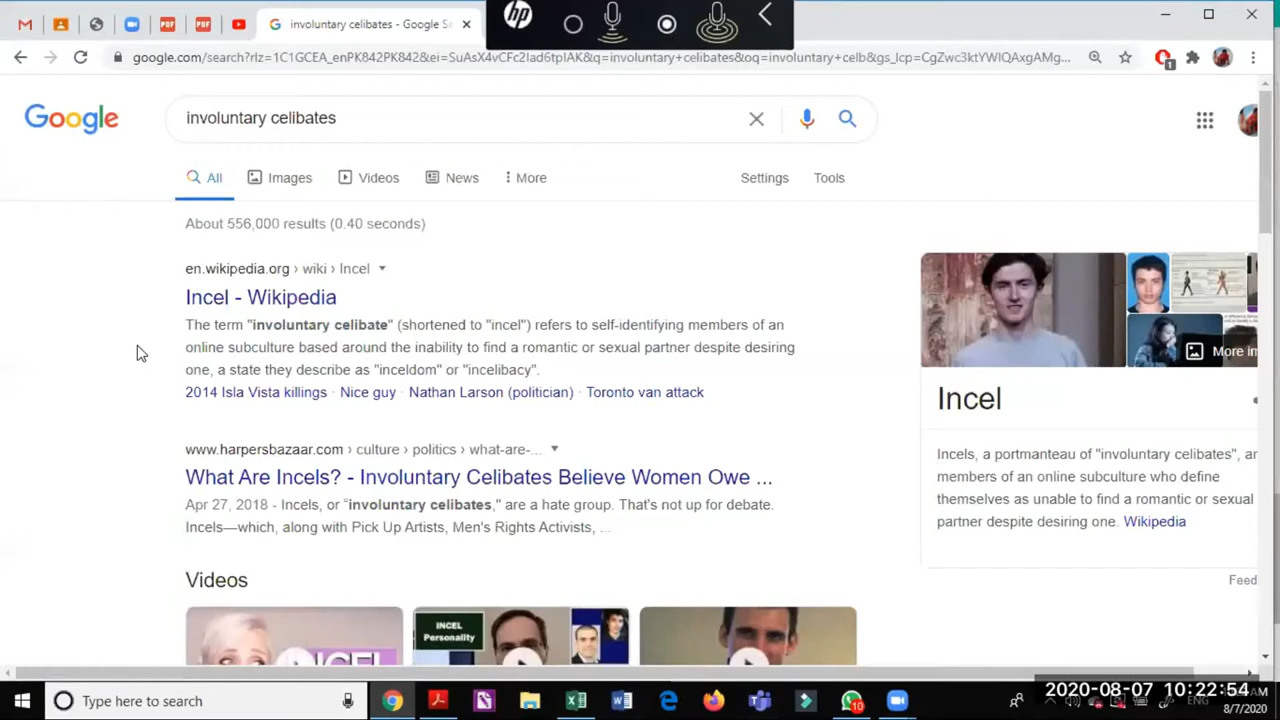 involuntary celibates - Google Se
hp
google.com/search?rlz=1C1GCEA_enPK842PK842&ei=SuAsX4vCFc2lad6tpIAK&q=involuntary+celibates&oq=involuntary+celb&gs_lcp=CgZwc3ktYWIQAxgAMg...
1
Google
involuntary celibates
All
Images
Videos
News
More
Settings
Tools
About 556,000 results (0.40 seconds)
en.wikipedia.org › wiki › Incel
Incel - Wikipedia
The term "involuntary celibate" (shortened to "incel") refers to self-identifying members of an
online subculture based around the inability to find a romantic or sexual partner despite desiring
one, a state they describe as "inceldom" or "incelibacy".
2014 Isla Vista killings · Nice guy · Nathan Larson (politician) · Toronto van attack
www.harpersbazaar.com › culture › politics › what-are-...
What Are Incels? - Involuntary Celibates Believe Women Owe ...
Apr 27, 2018 - Incels, or “involuntary celibates,” are a hate group. That's not up for debate.
Incels—which, along with Pick Up Artists, Men's Rights Activists, ...
Videos
INCEL
Personality
INCEL
More im
Incel
Incels, a portmanteau of "involuntary celibates", ar
members of an online subculture who define
themselves as unable to find a romantic or sexual
partner despite desiring one. Wikipedia
Feed
Type here to search
10
2020-08-07 10:22:54
AM
ENG
8/7/2020